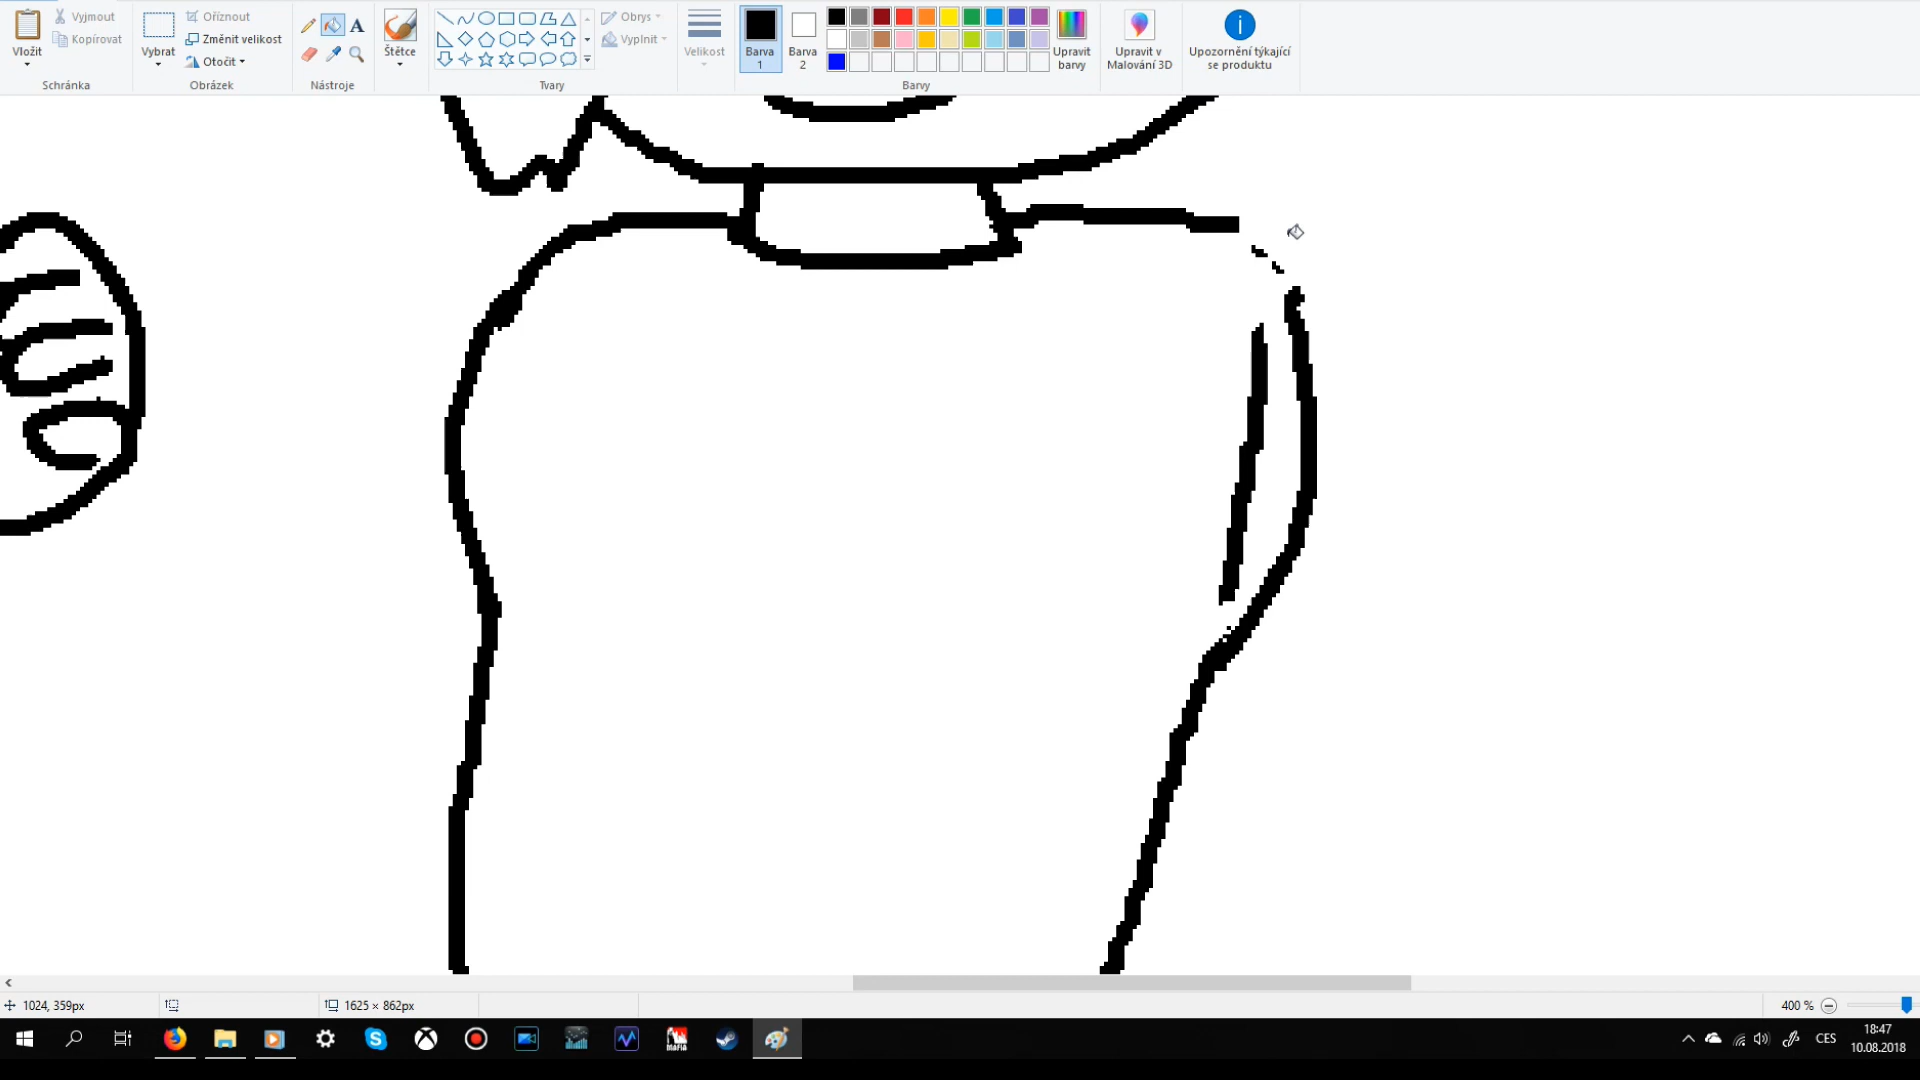 Vložit
Vyjmout
Kopírovat
Schránka
Vybrat
Oříznout
Změnit velikost
Otočit
Obrázek
A
Nástroje
Štětce
Obrys
Vyplnit
Tvary
Velikost
Barva
1
Barva
2
Upravit
barvy
Barvy
Upravit v
Malování 3D
Upozornění týkající
se produktu
1024, 359px
1625 × 862px
400 %
MAFIA
CES
18:47
10.08.2018